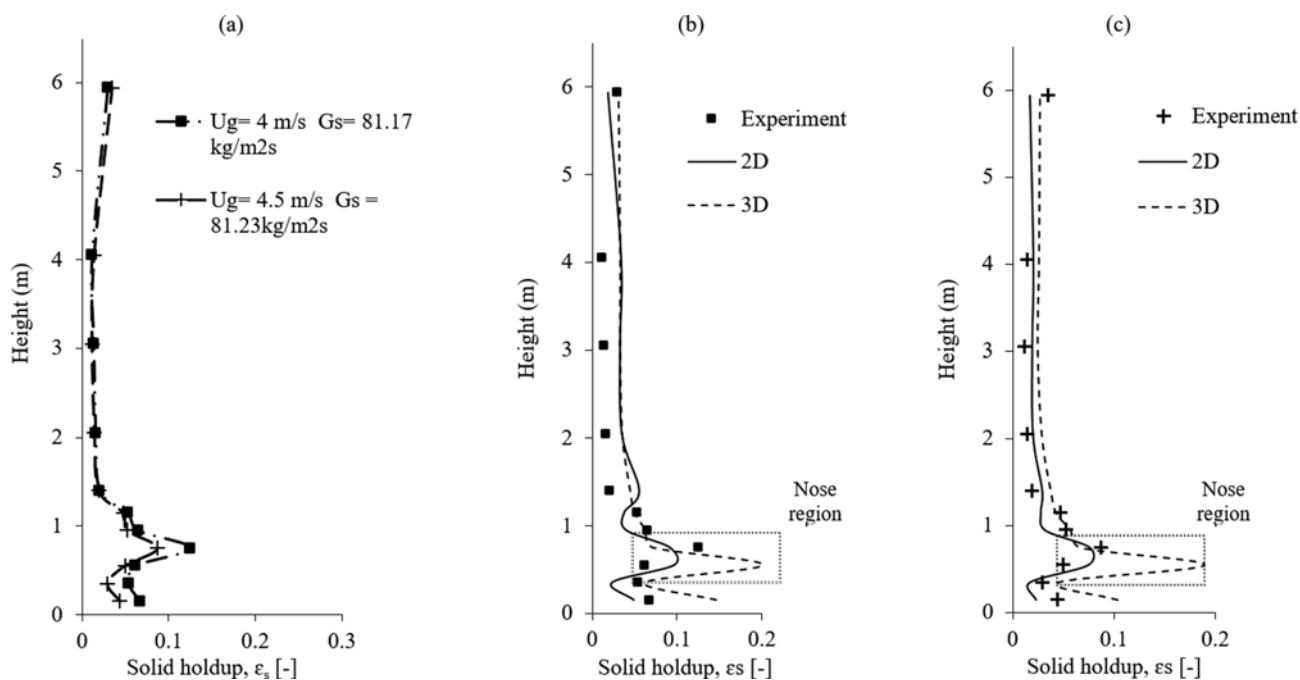 (a)
6
5
4
3
2
1
0
Height (m)
0
0.1
0.2
0.3
Solid holdup, εs [-]
Ug= 4 m/s Gs= 81.17
kg/m2s
Ug= 4.5 m/s Gs =
81.23kg/m2s
(b)
6
5
4
3
2
1
0
Height (m)
0
0.1
0.2
Solid holdup, εs [-]
Experiment
2D
3D
Nose
region
(c)
6
5
4
3
2
1
0
Height (m)
0
0.1
0.2
Solid holdup, εs [-]
Experiment
2D
3D
Nose
region